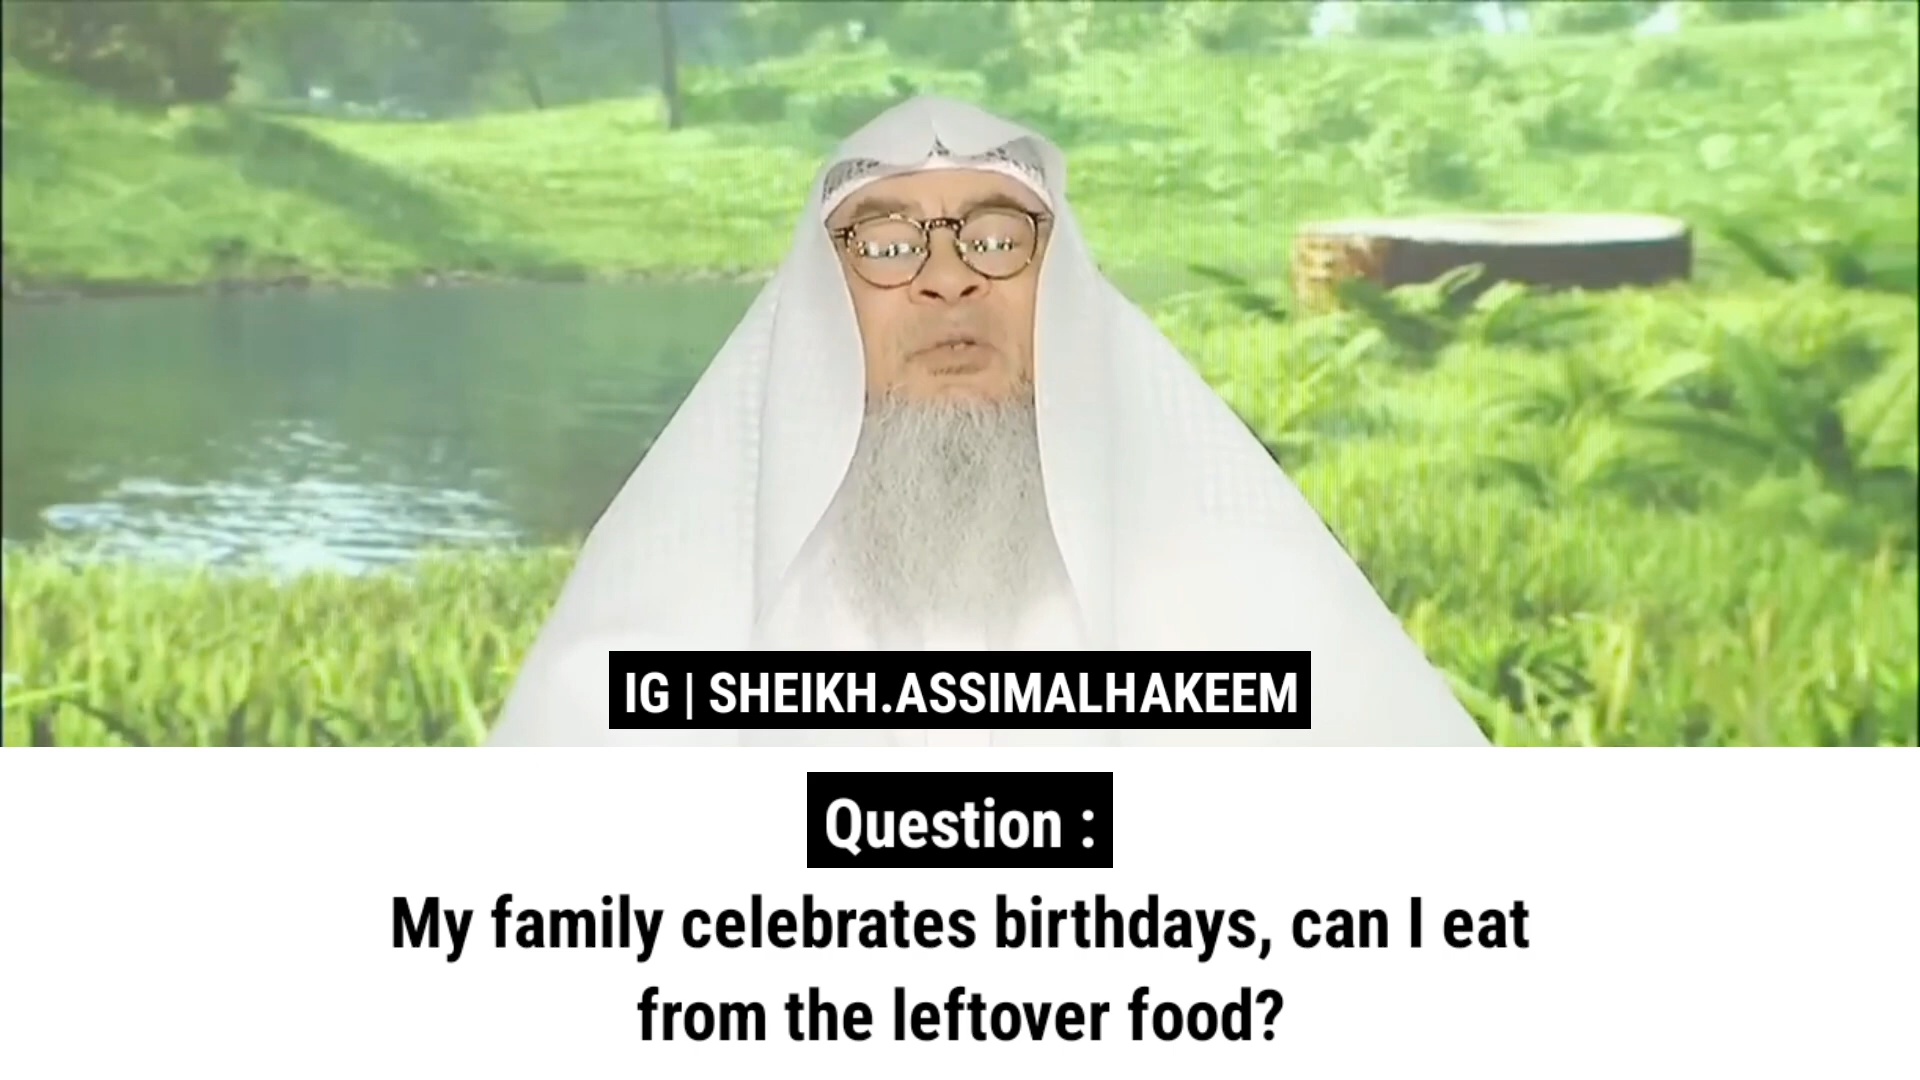 IG | SHEIKH.ASSIMALHAKEEM
Question :
My family celebrates birthdays, can I eat
from the leftover food?